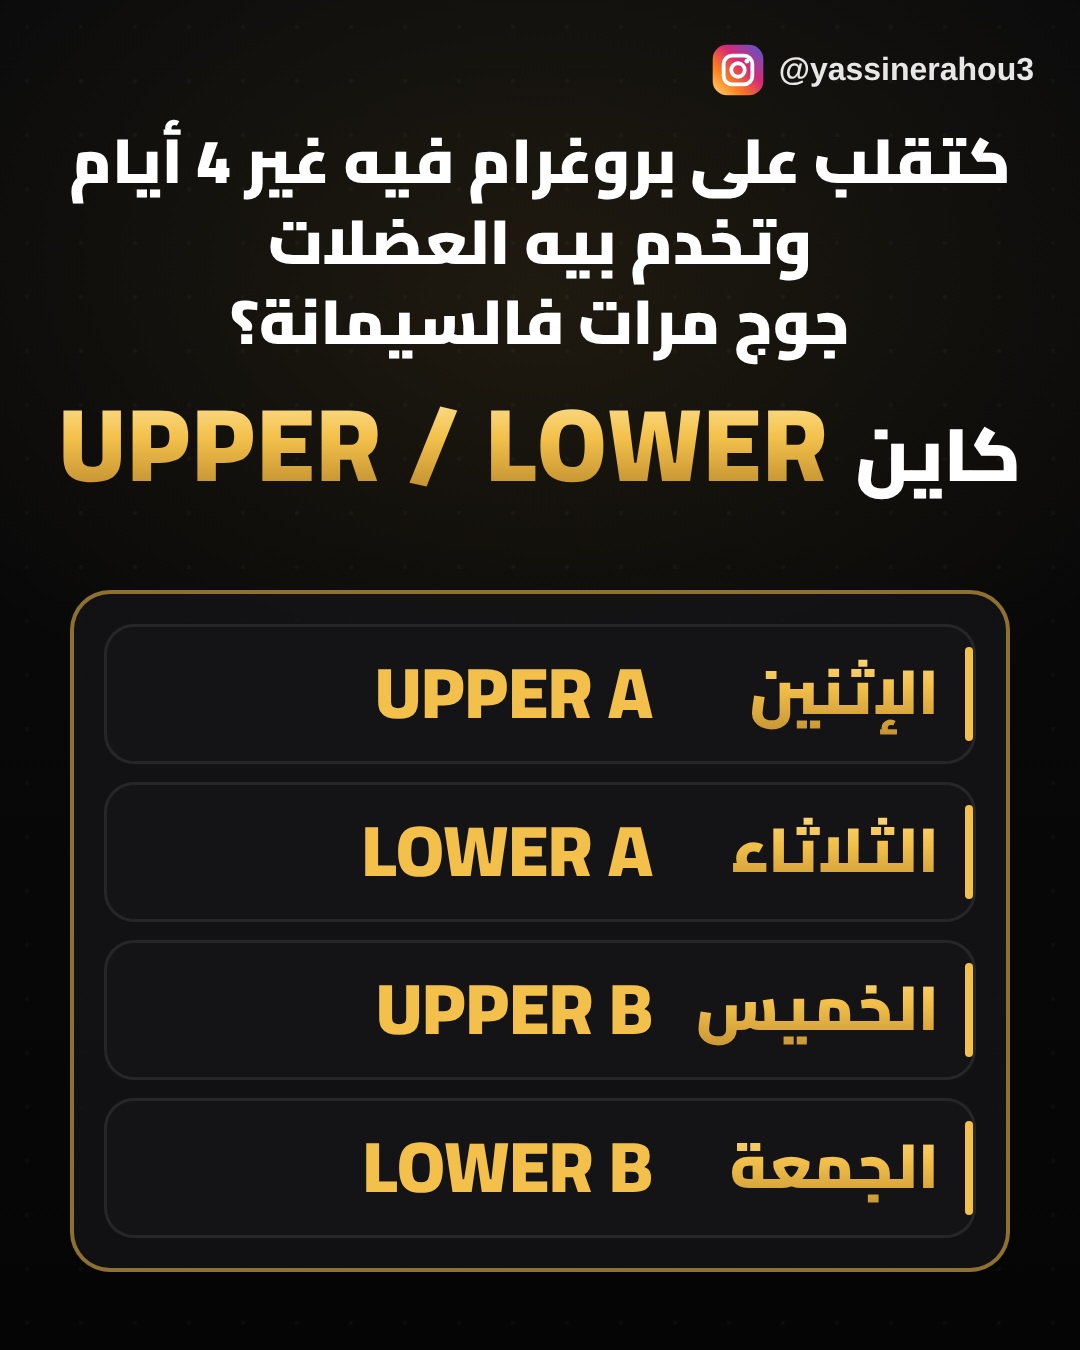 @yassinerahou3
كتقلب على بروغرام فيه غير 4 أيام
وتخدم بيه العضلات
جوج مرات فالسيمانة؟
كاين UPPER / LOWER
الإثنين UPPER A
الثلاثاء LOWER A
الخميس UPPER B
الجمعة LOWER B